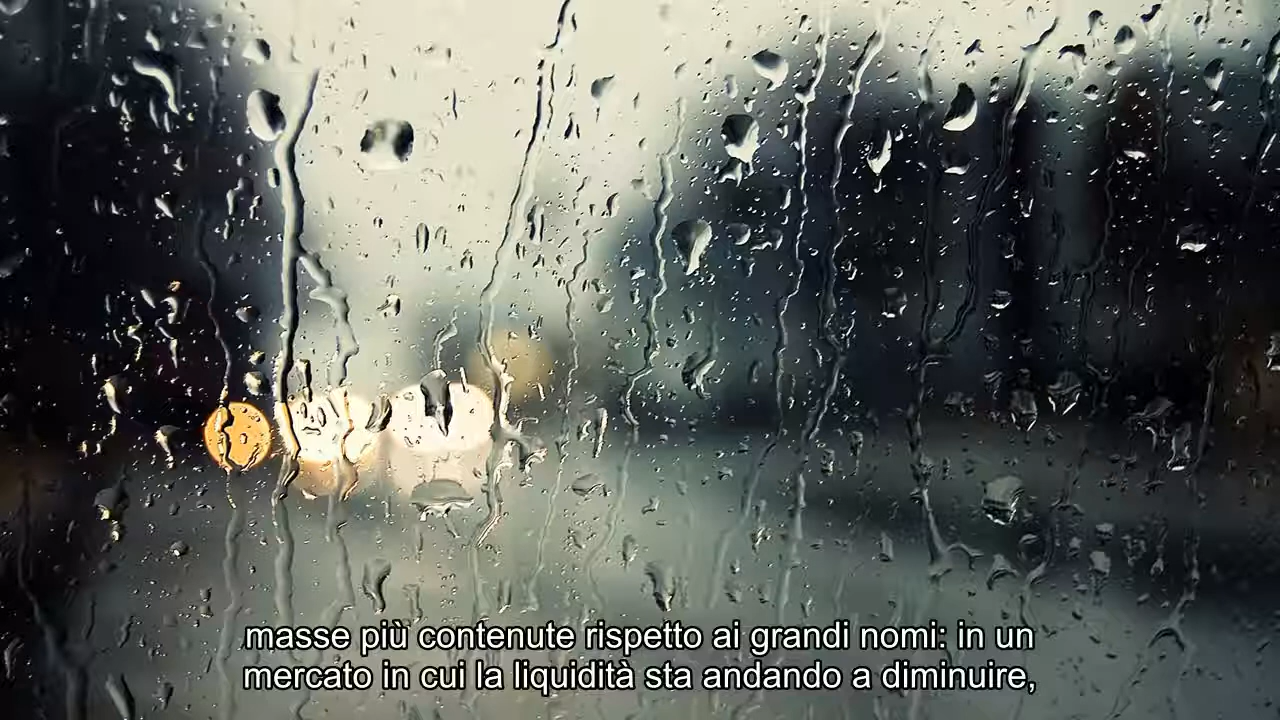 masse più contenute rispetto ai grandi nomi: in un
mercato in cui la liquidità sta andando a diminuire,